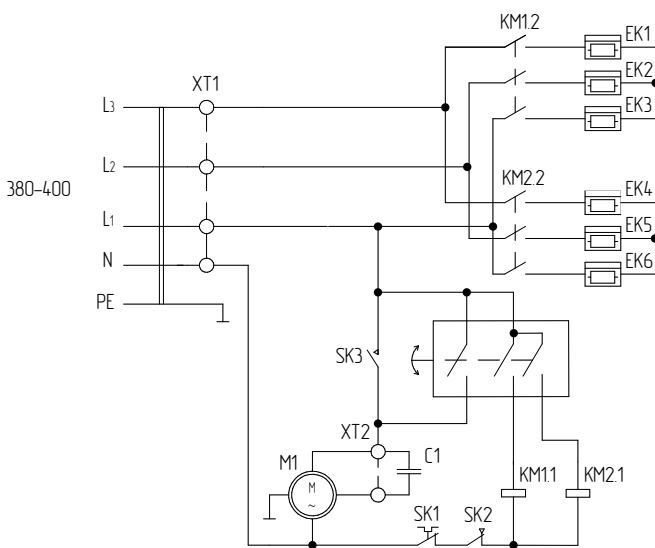 KM1.2
EK1
EK2
EK3
XT1
L3
L2
380-400
L1
N
PE
KM2.2
EK4
EK5
EK6
SK3
XT2
C1
M1
M
~
KM1.1
KM2.1
SK1
SK2